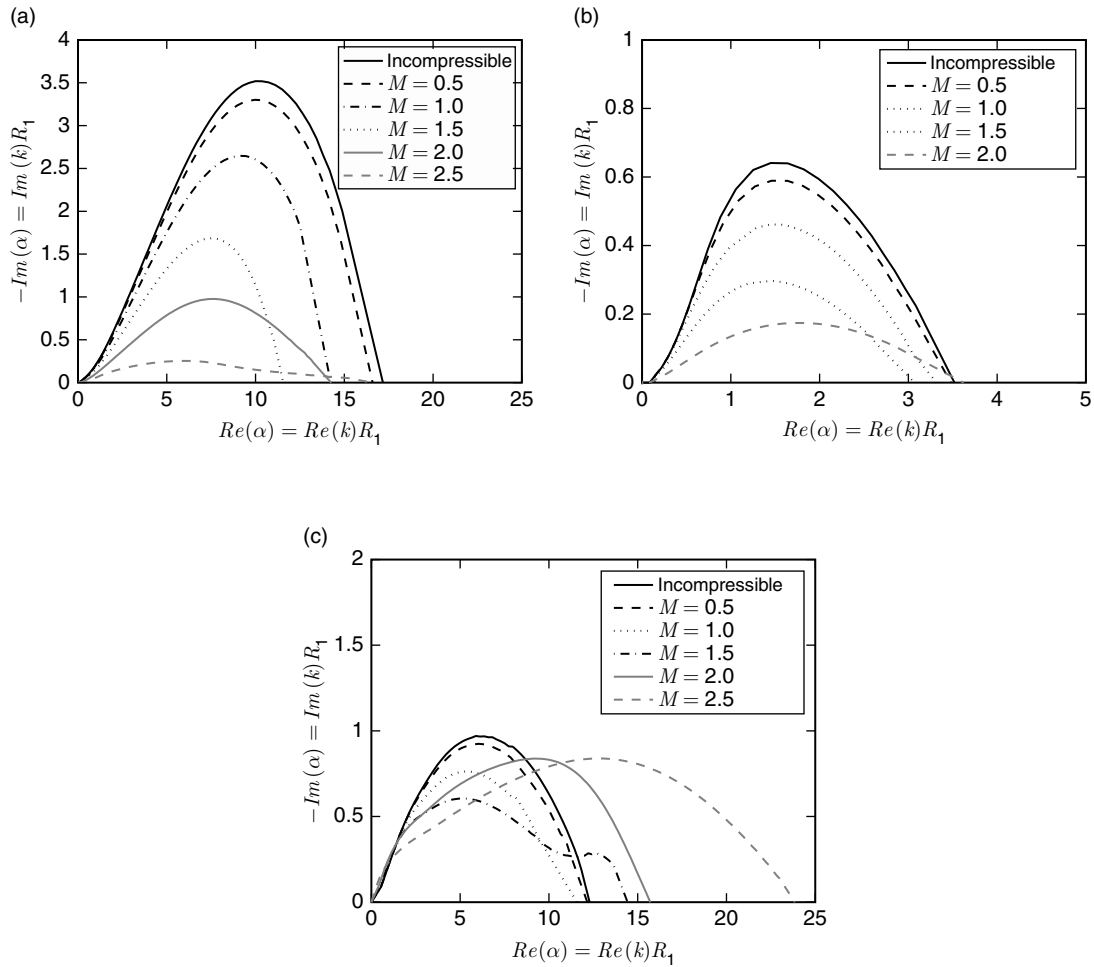 (a)
4
3.5
3
2.5
2
1.5
1
0.5
0
0
5
10
15
20
25
−Im(α) = Im(k)R₁
Re(α) = Re(k)R₁
Incompressible
M = 0.5
M = 1.0
M = 1.5
M = 2.0
M = 2.5
(b)
1
0.8
0.6
0.4
0.2
0
0
1
2
3
4
5
−Im(α) = Im(k)R₁
Re(α) = Re(k)R₁
Incompressible
M = 0.5
M = 1.0
M = 1.5
M = 2.0
(c)
2
1.5
1
0.5
0
0
5
10
15
20
25
−Im(α) = Im(k)R₁
Re(α) = Re(k)R₁
Incompressible
M = 0.5
M = 1.0
M = 1.5
M = 2.0
M = 2.5